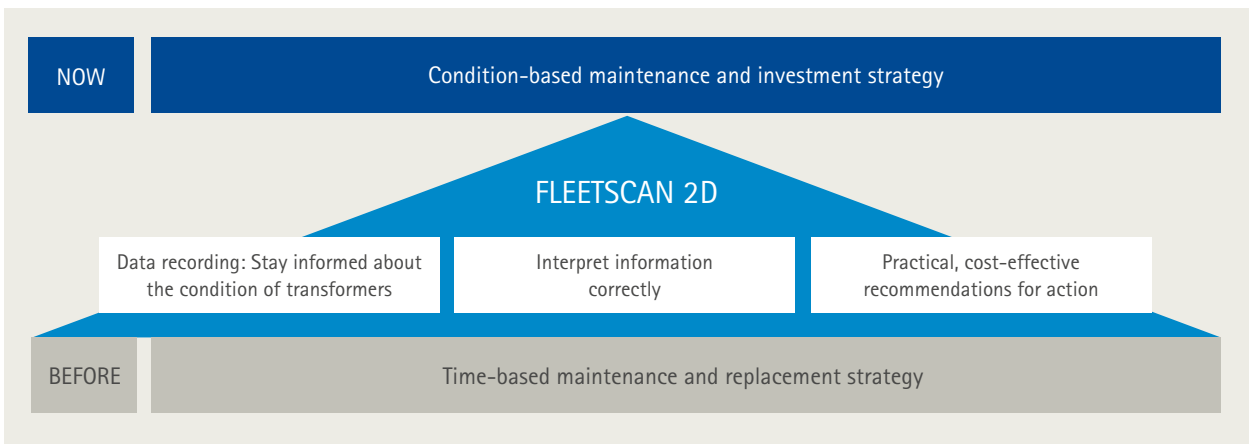 NOW
Condition-based maintenance and investment strategy
FLEETSCAN 2D
Data recording: Stay informed about
the condition of transformers
Interpret information
correctly
Practical, cost-effective
recommendations for action
BEFORE
Time-based maintenance and replacement strategy